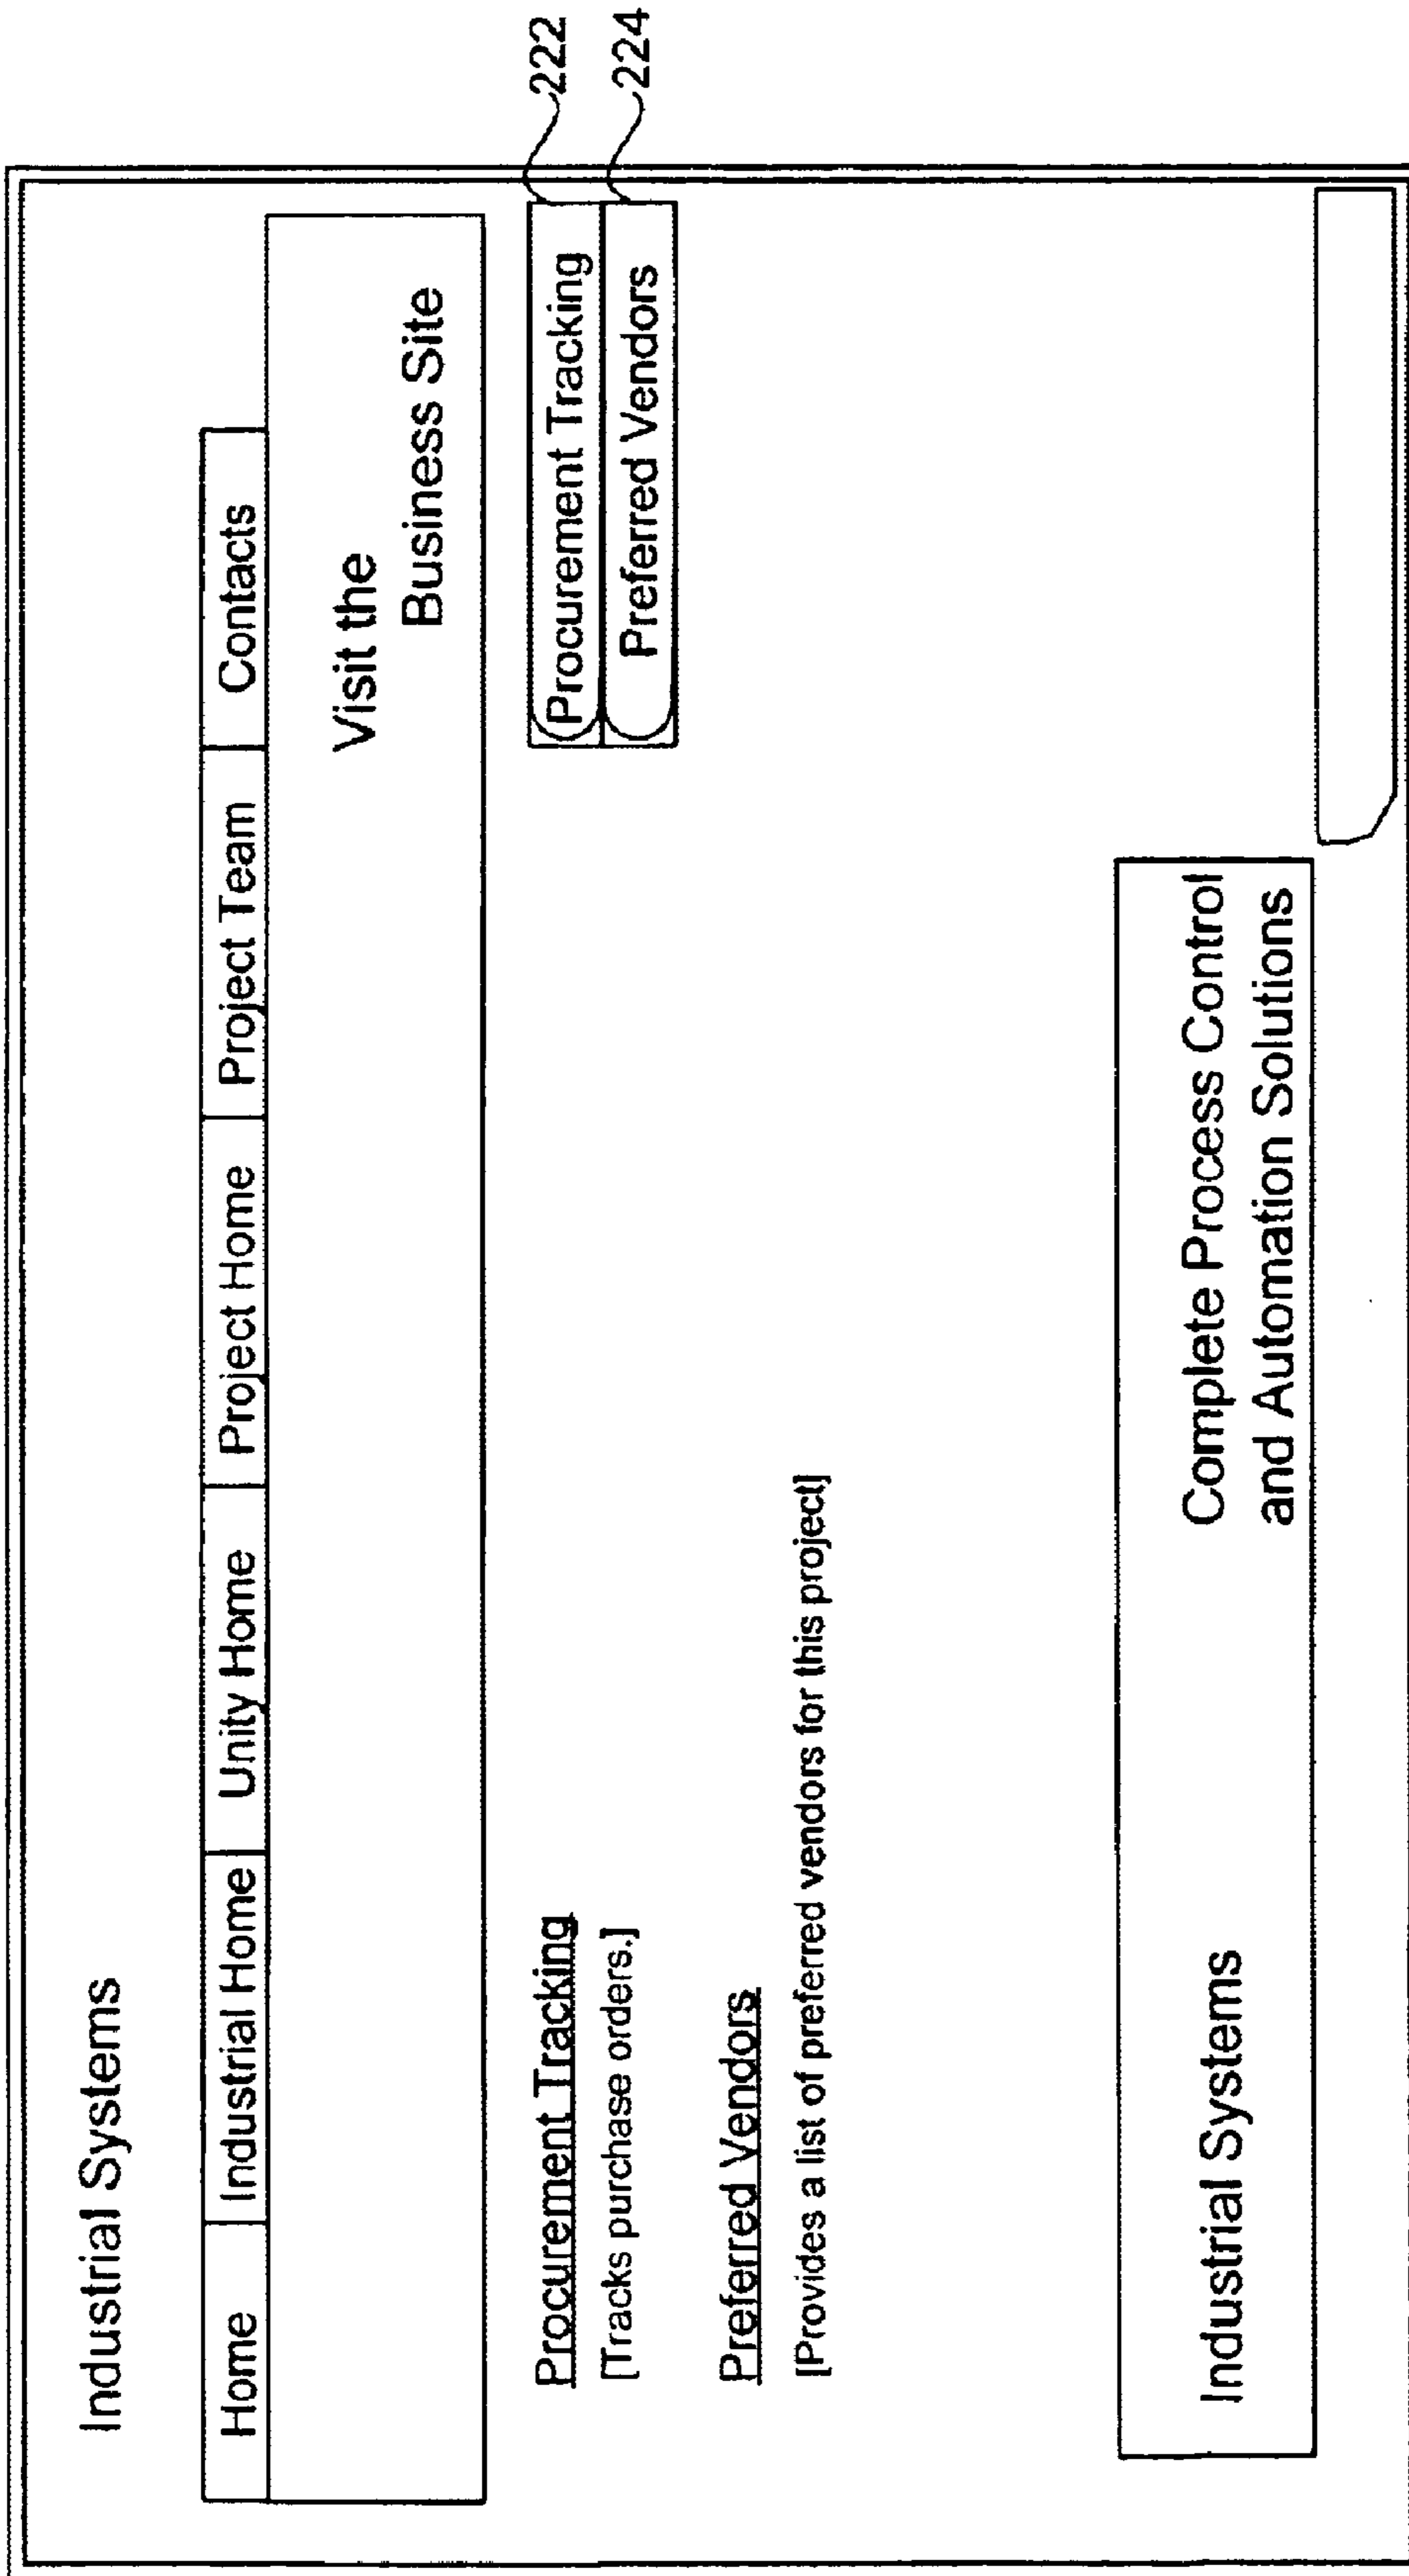 Industrial Systems
Home Industrial Home Unity Home Project Home Project Team Contacts
Visit the
Business Site
Procurement Tracking
[Tracks purchase orders.]
Preferred Vendors
[Provides a list of preferred vendors for this project]
Procurement Tracking 222
Preferred Vendors 224
Industrial Systems
Complete Process Control
and Automation Solutions